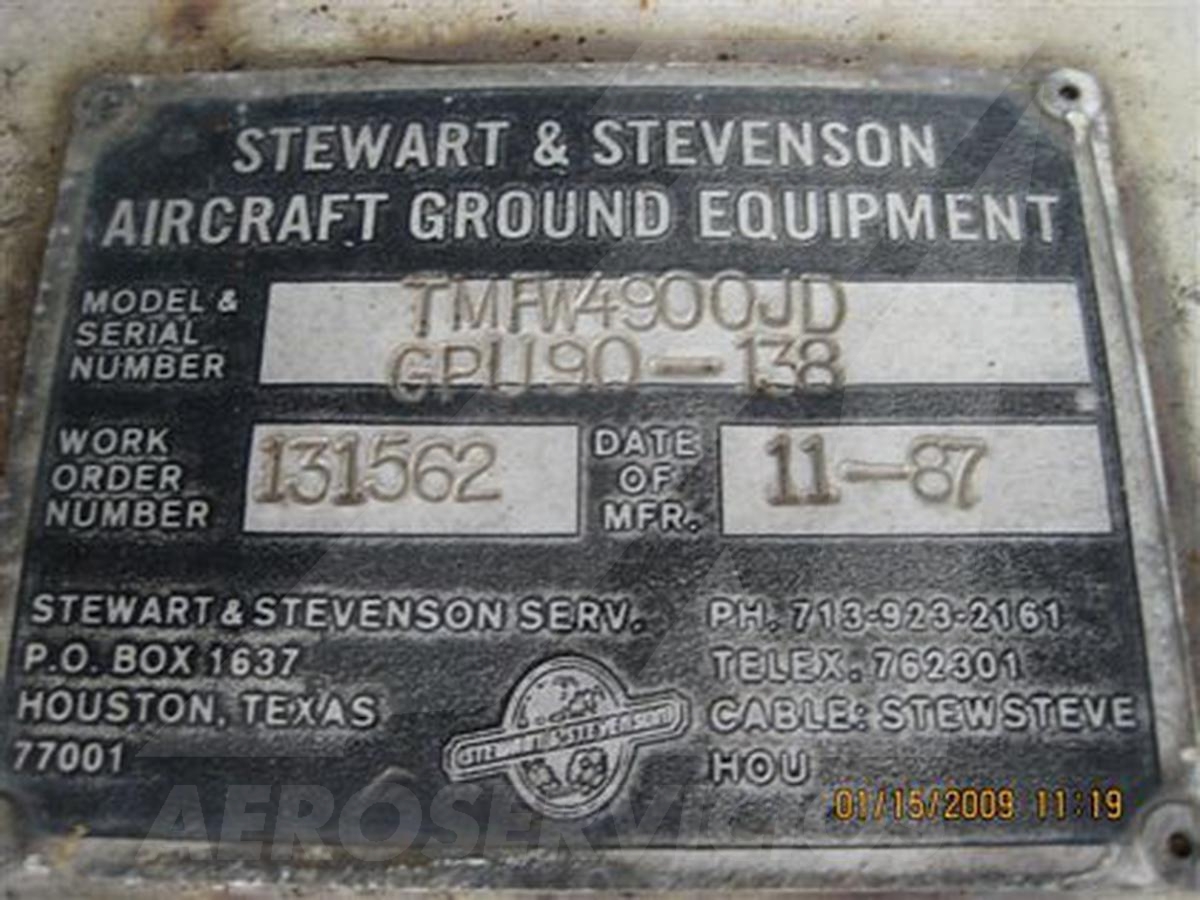 STEWART & STEVENSON
AIRCRAFT GROUND EQUIPMENT
MODEL &
SERIAL
NUMBER
TMFW4900JD
GPU90-138
WORK
ORDER
NUMBER
131562
DATE
OF
MFR.
11-87
STEWART & STEVENSON SERV.
P.O. BOX 1637
HOUSTON, TEXAS
77001
PH. 713-923-2161
TELEX. 762301
CABLE: STEWSTEVE
HOU
STEWART & STEVENSON
01/15/2009 11:19